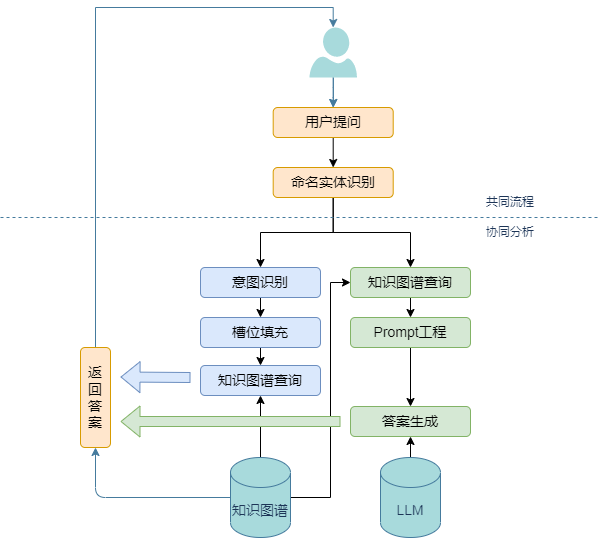 用户提问
命名实体识别
共同流程
协同分析
意图识别
知识图谱查询
槽位填充
Prompt工程
知识图谱查询
返回答案
答案生成
知识图谱
LLM